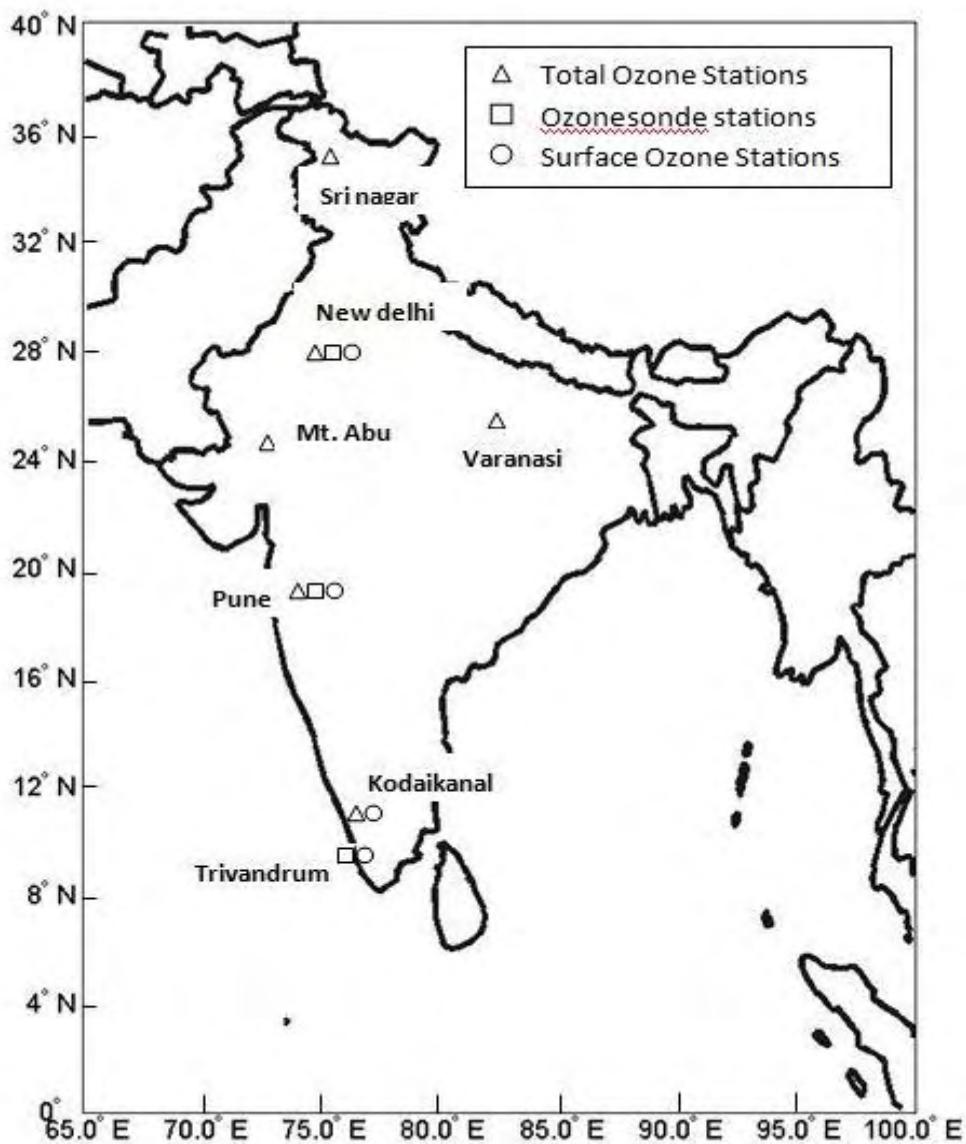 40° N
Total Ozone Stations
Ozonesonde stations
Surface Ozone Stations
36° N
Sri nagar
32° N
New delhi
28° N
Mt. Abu
24° N
Varanasi
20° N
Pune
16° N
12° N
Kodaikanal
Trivandrum
8° N
4° N
0°
65.0° E 70.0° E 75.0° E 80.0° E 85.0° E 90.0° E 95.0° E 100.0° E